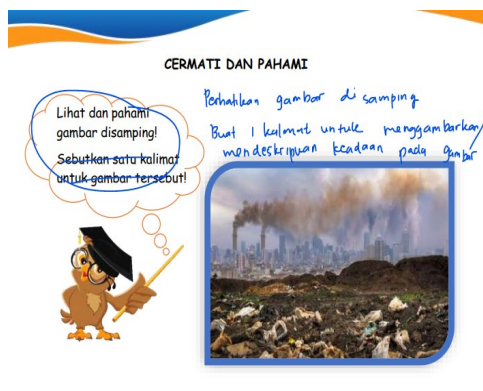 CERMATI DAN PAHAMI
Lihat dan pahami
gambar disamping!
Sebutkan satu kalimat
untuk gambar tersebut!
Perhatikan gambar di samping
Buat 1 kalimat untuk menggambarkan/
mendeskripsikan keadaan pada gambar